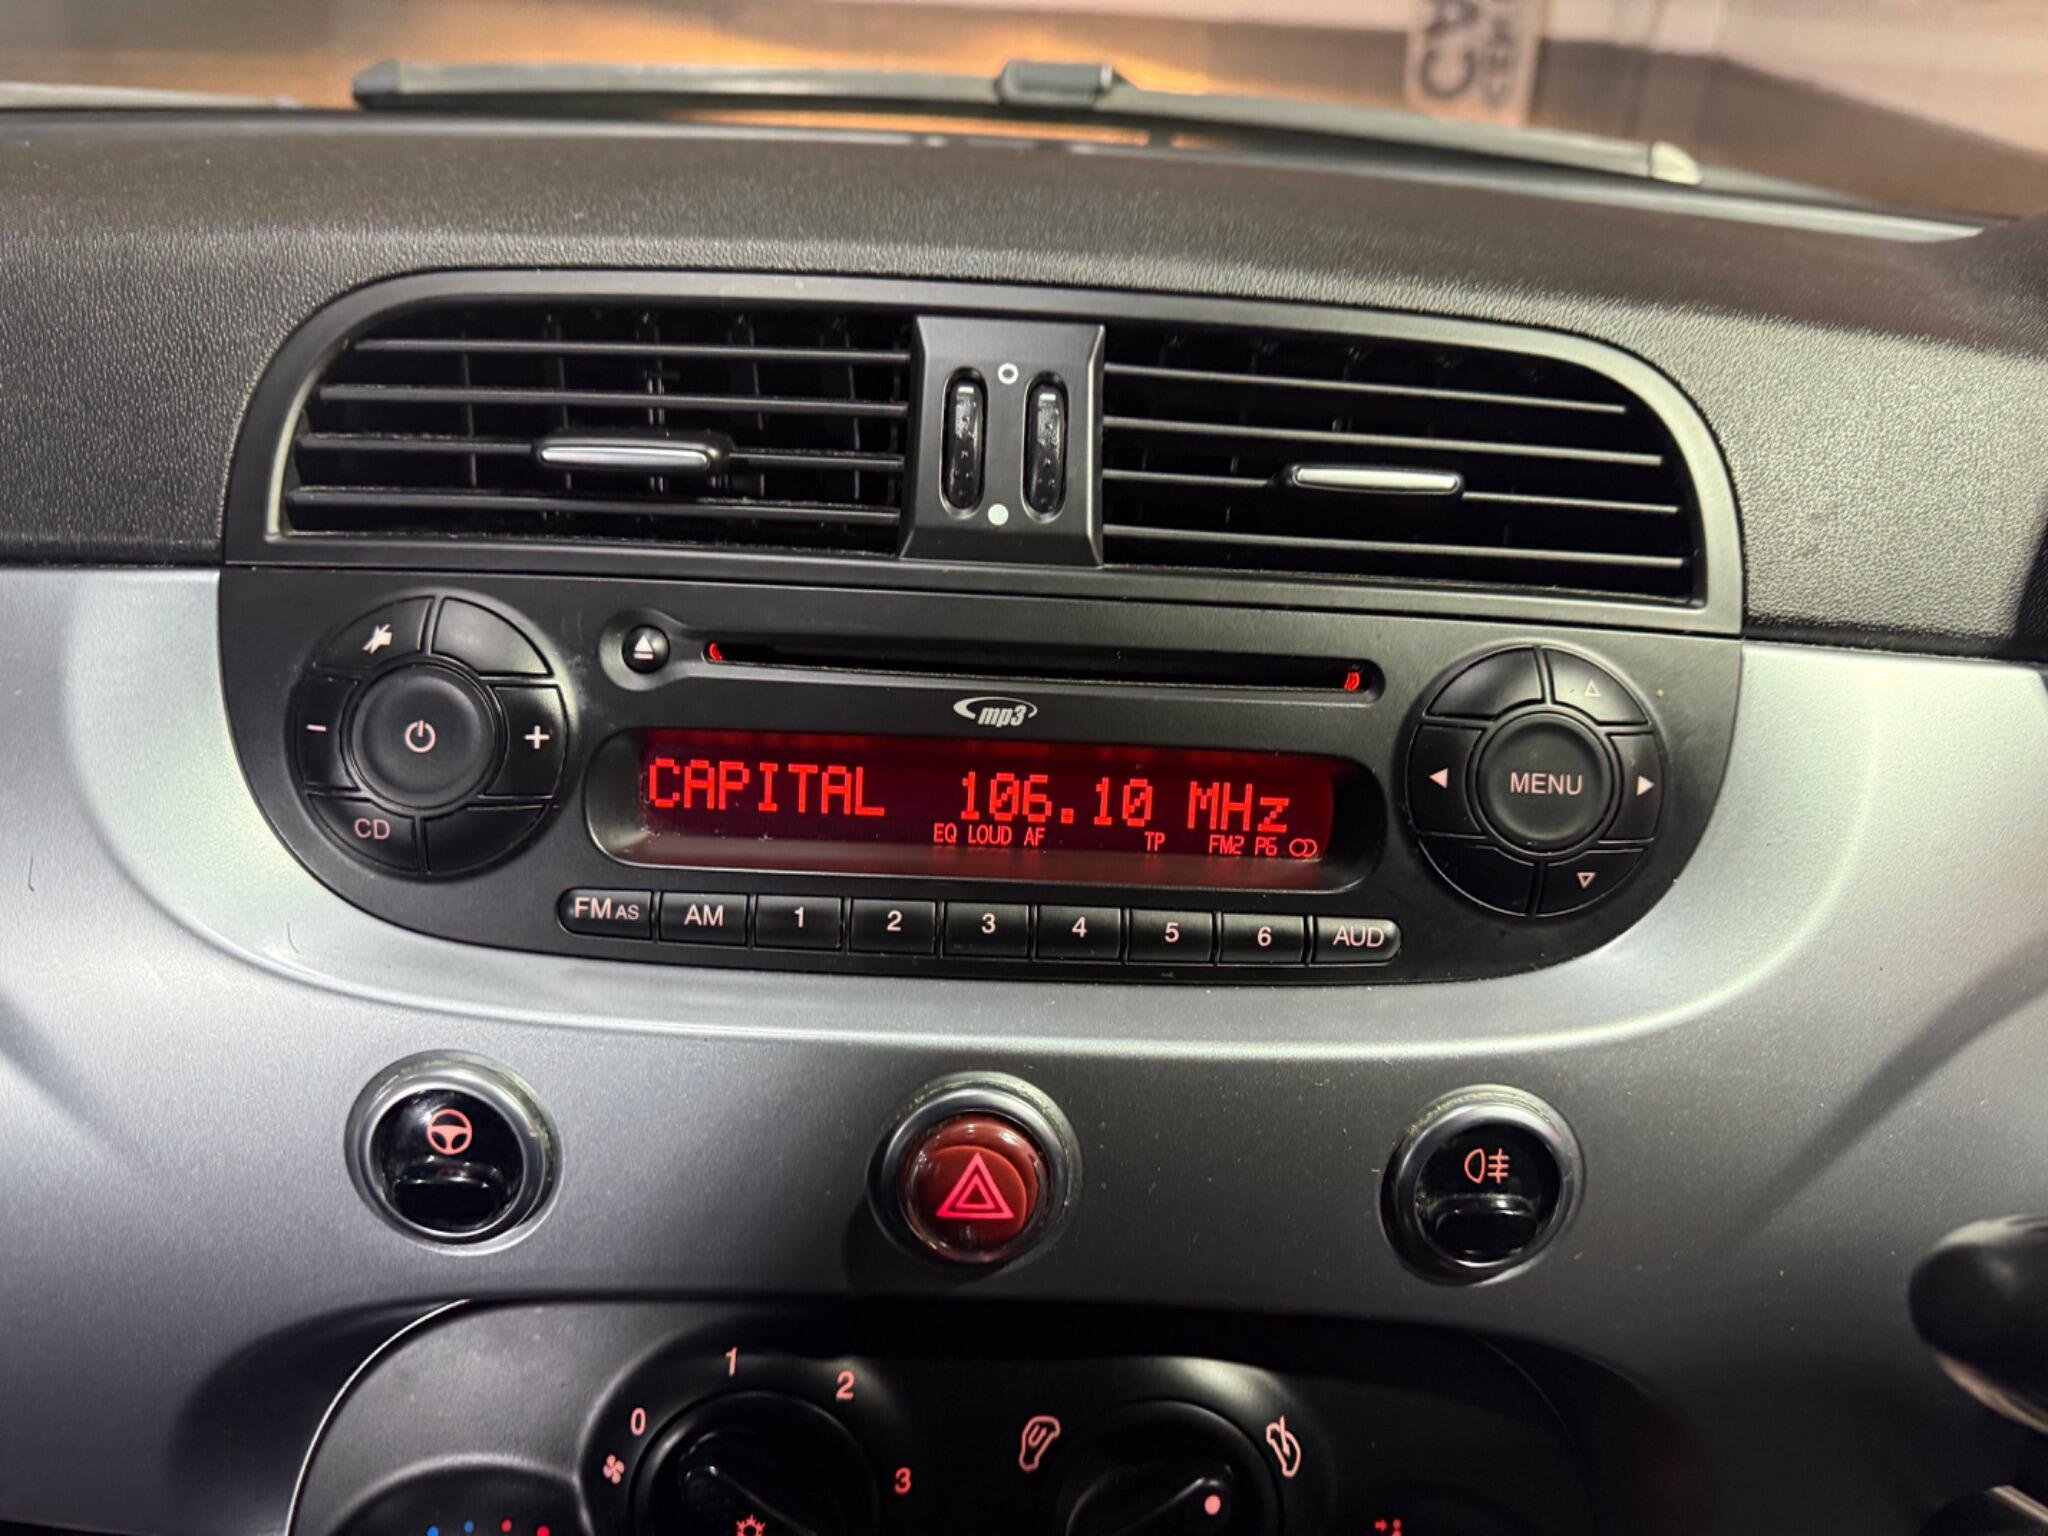 mp3
CAPITAL 106.10 MHz
EQ LOUD AF TP FM2 P6
CD
MENU
FM AS AM 1 2 3 4 5 6 AUD
0 1 2 3